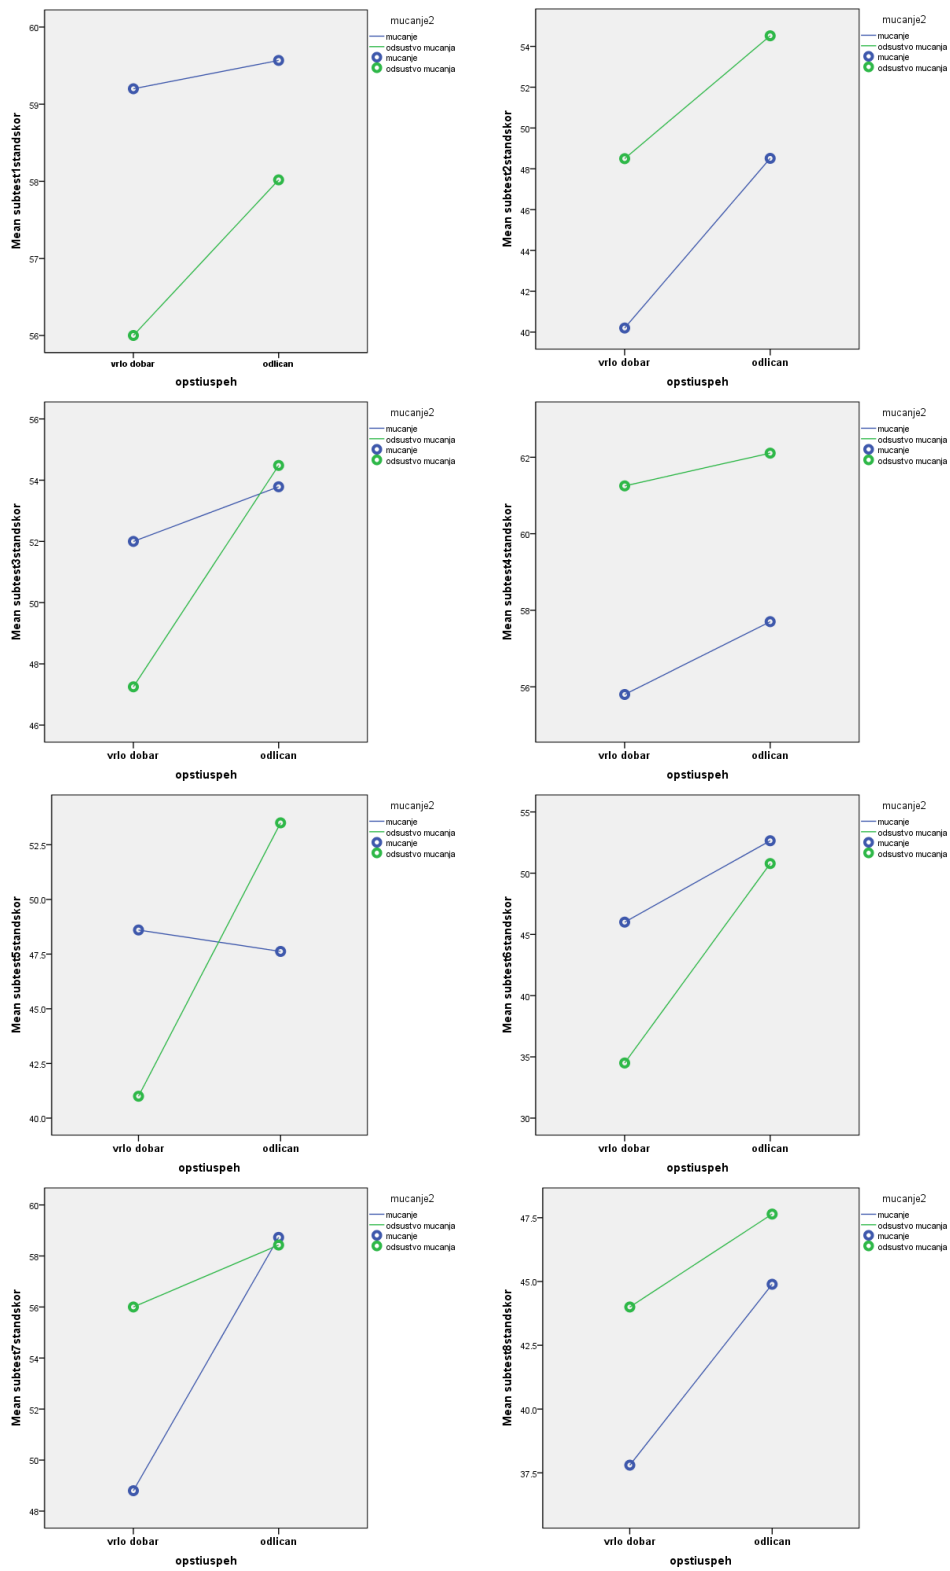 mucanje2
mucanje
odsustvo mucanja
mucanje
odsustvo mucanja
Mean subtest1standskor
60
59
58
57
56
vrlo dobar odlican
opstiuspeh
mucanje2
mucanje
odsustvo mucanja
mucanje
odsustvo mucanja
Mean subtest2standskor
54
52
50
48
46
44
42
40
vrlo dobar odlican
opstiuspeh
mucanje2
mucanje
odsustvo mucanja
mucanje
odsustvo mucanja
Mean subtest3standskor
56
54
52
50
48
46
vrlo dobar odlican
opstiuspeh
mucanje2
mucanje
odsustvo mucanja
mucanje
odsustvo mucanja
Mean subtest4standskor
62
60
58
56
vrlo dobar odlican
opstiuspeh
mucanje2
mucanje
odsustvo mucanja
mucanje
odsustvo mucanja
Mean subtest5standskor
52.5
50.0
47.5
45.0
42.5
40.0
vrlo dobar odlican
opstiuspeh
mucanje2
mucanje
odsustvo mucanja
mucanje
odsustvo mucanja
Mean subtest6standskor
55
50
45
40
35
30
vrlo dobar odlican
opstiuspeh
mucanje2
mucanje
odsustvo mucanja
mucanje
odsustvo mucanja
Mean subtest7standskor
60
58
56
54
52
50
48
vrlo dobar odlican
opstiuspeh
mucanje2
mucanje
odsustvo mucanja
mucanje
odsustvo mucanja
Mean subtest8standskor
47.5
45.0
42.5
40.0
37.5
vrlo dobar odlican
opstiuspeh